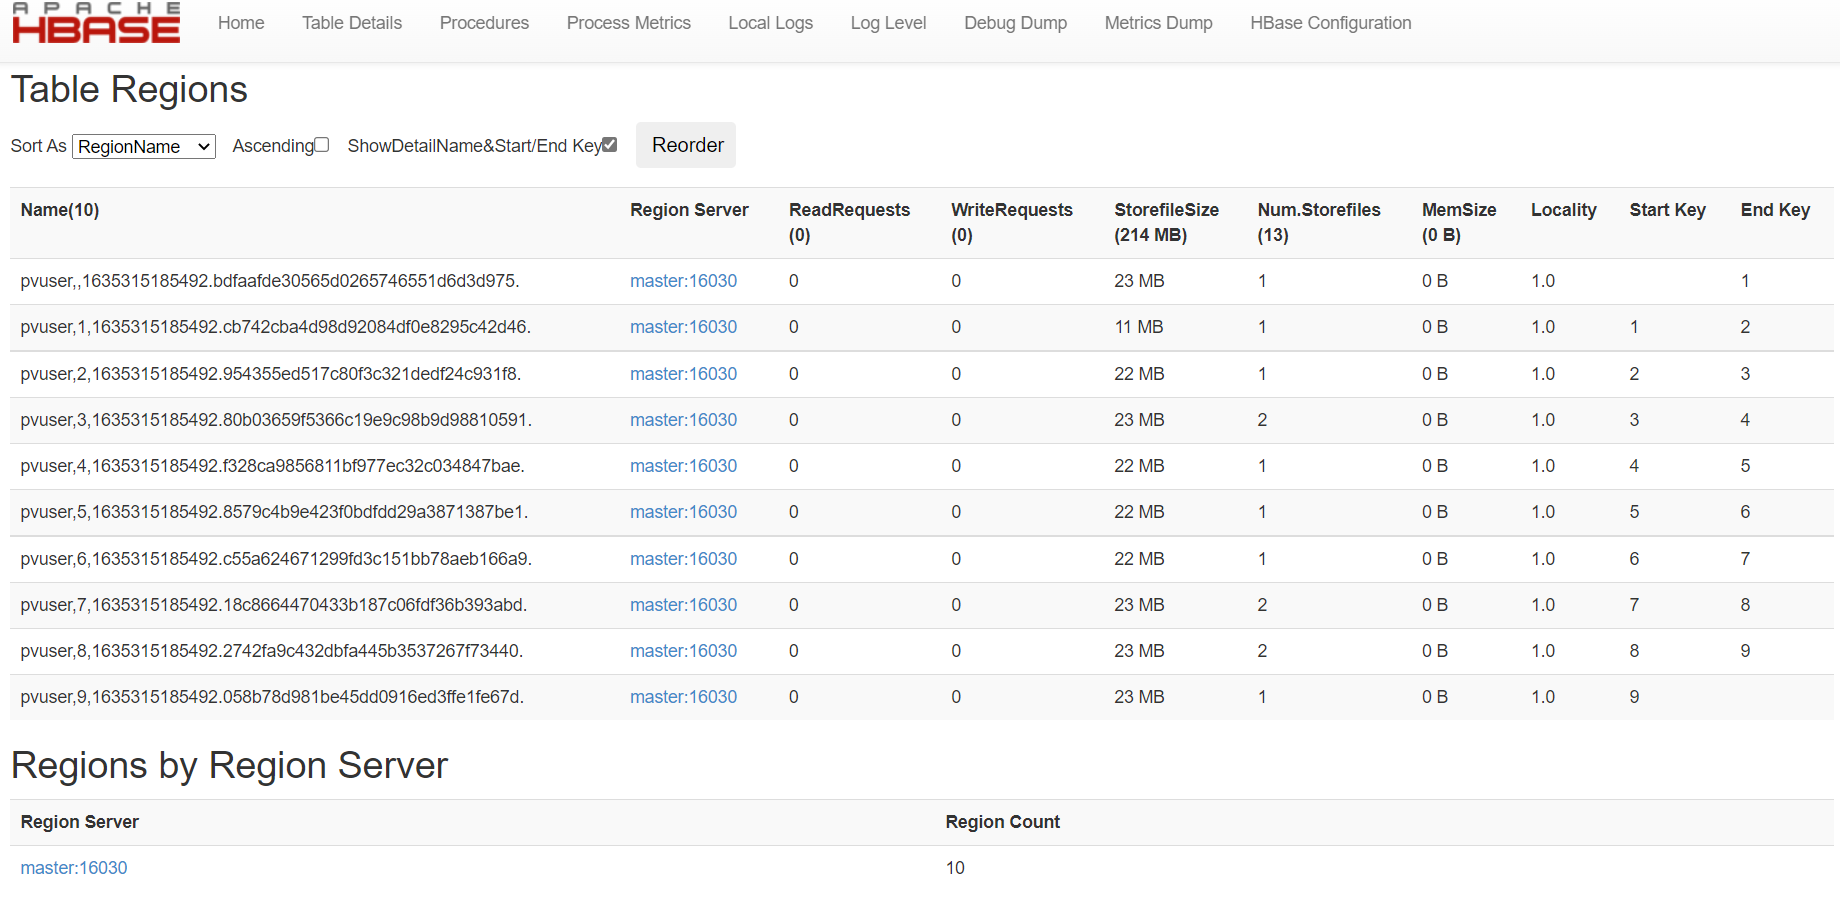 APACHE
HBASE Home Table Details Procedures Process Metrics Local Logs Log Level Debug Dump Metrics Dump HBase Configuration
Table Regions
Sort As RegionName Ascending ShowDetailName&Start/End Key Reorder
Name(10) Region Server ReadRequests (0) WriteRequests (0) StorefileSize (214 MB) Num.Storefiles (13) MemSize (0 B) Locality Start Key End Key
pvuser,,1635315185492.bdfaafde30565d0265746551d6d3d975. master:16030 0 0 23 MB 1 0 B 1.0 1
pvuser,1,1635315185492.cb742cba4d98d92084df0e8295c42d46. master:16030 0 0 11 MB 1 0 B 1.0 1 2
pvuser,2,1635315185492.954355ed517c80f3c321dedf24c931f8. master:16030 0 0 22 MB 1 0 B 1.0 2 3
pvuser,3,1635315185492.80b03659f5366c19e9c98b9d98810591. master:16030 0 0 23 MB 2 0 B 1.0 3 4
pvuser,4,1635315185492.f328ca9856811bf977ec32c034847bae. master:16030 0 0 22 MB 1 0 B 1.0 4 5
pvuser,5,1635315185492.8579c4b9e423f0bdfdd29a3871387be1. master:16030 0 0 22 MB 1 0 B 1.0 5 6
pvuser,6,1635315185492.c55a624671299fd3c151bb78aeb166a9. master:16030 0 0 22 MB 1 0 B 1.0 6 7
pvuser,7,1635315185492.18c8664470433b187c06fdf36b393abd. master:16030 0 0 23 MB 2 0 B 1.0 7 8
pvuser,8,1635315185492.2742fa9c432dbfa445b3537267f73440. master:16030 0 0 23 MB 2 0 B 1.0 8 9
pvuser,9,1635315185492.058b78d981be45dd0916ed3ffe1fe67d. master:16030 0 0 23 MB 1 0 B 1.0 9
Regions by Region Server
Region Server Region Count
master:16030 10